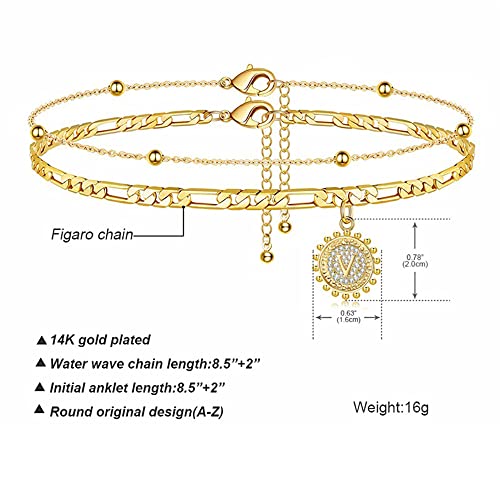 0.78"
(2.0cm)
V
Figaro chain
0.63"
(1.6cm)
14K gold plated
Water wave chain length:8.5”+2”
Initial anklet length:8.5”+2”
Round original design(A-Z)
Weight:16g